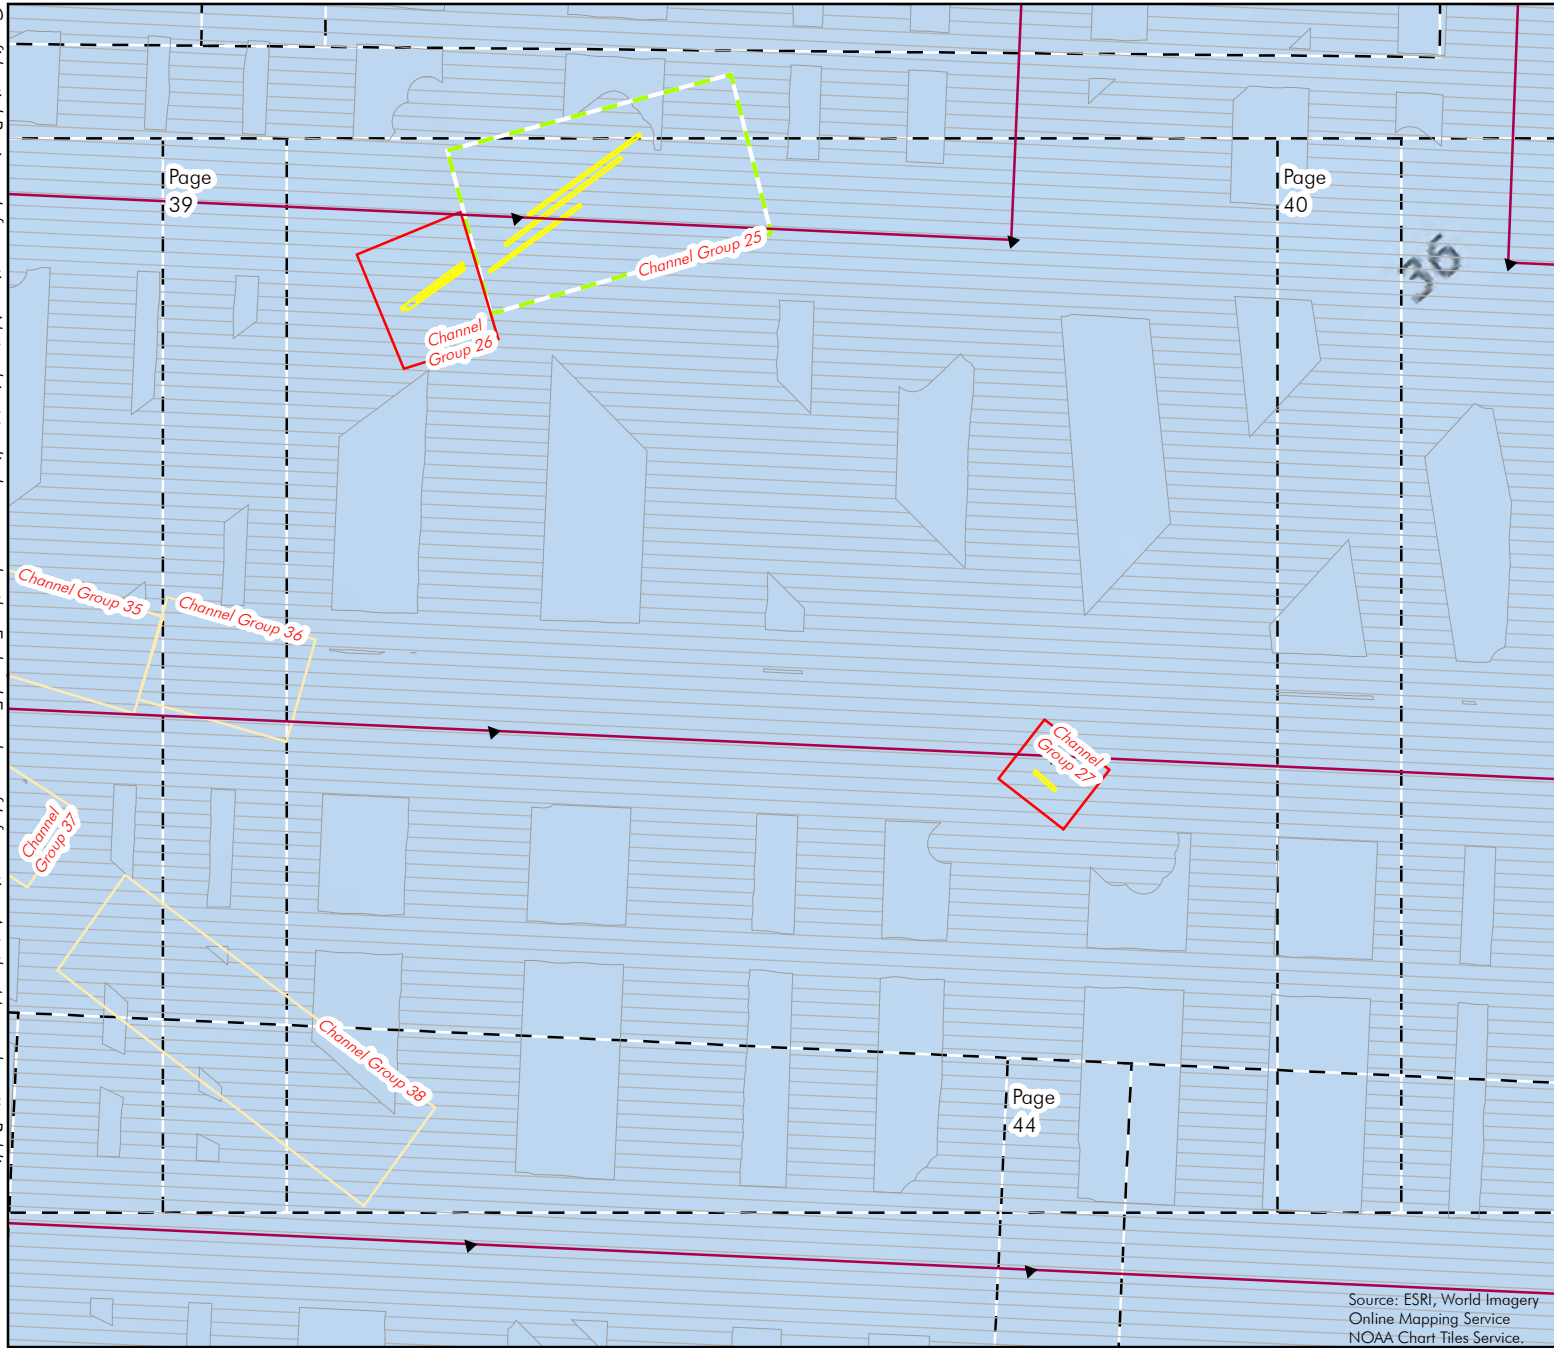 Page
39
Page
40
36
Channel Group 25
Channel
Group 26
Channel Group 35
Channel Group 36
Channel
Group 27
Channel
Group 37
Channel Group 38
Page
44
Source: ESRI, World Imagery
Online Mapping Service
NOAA Chart Tiles Service.